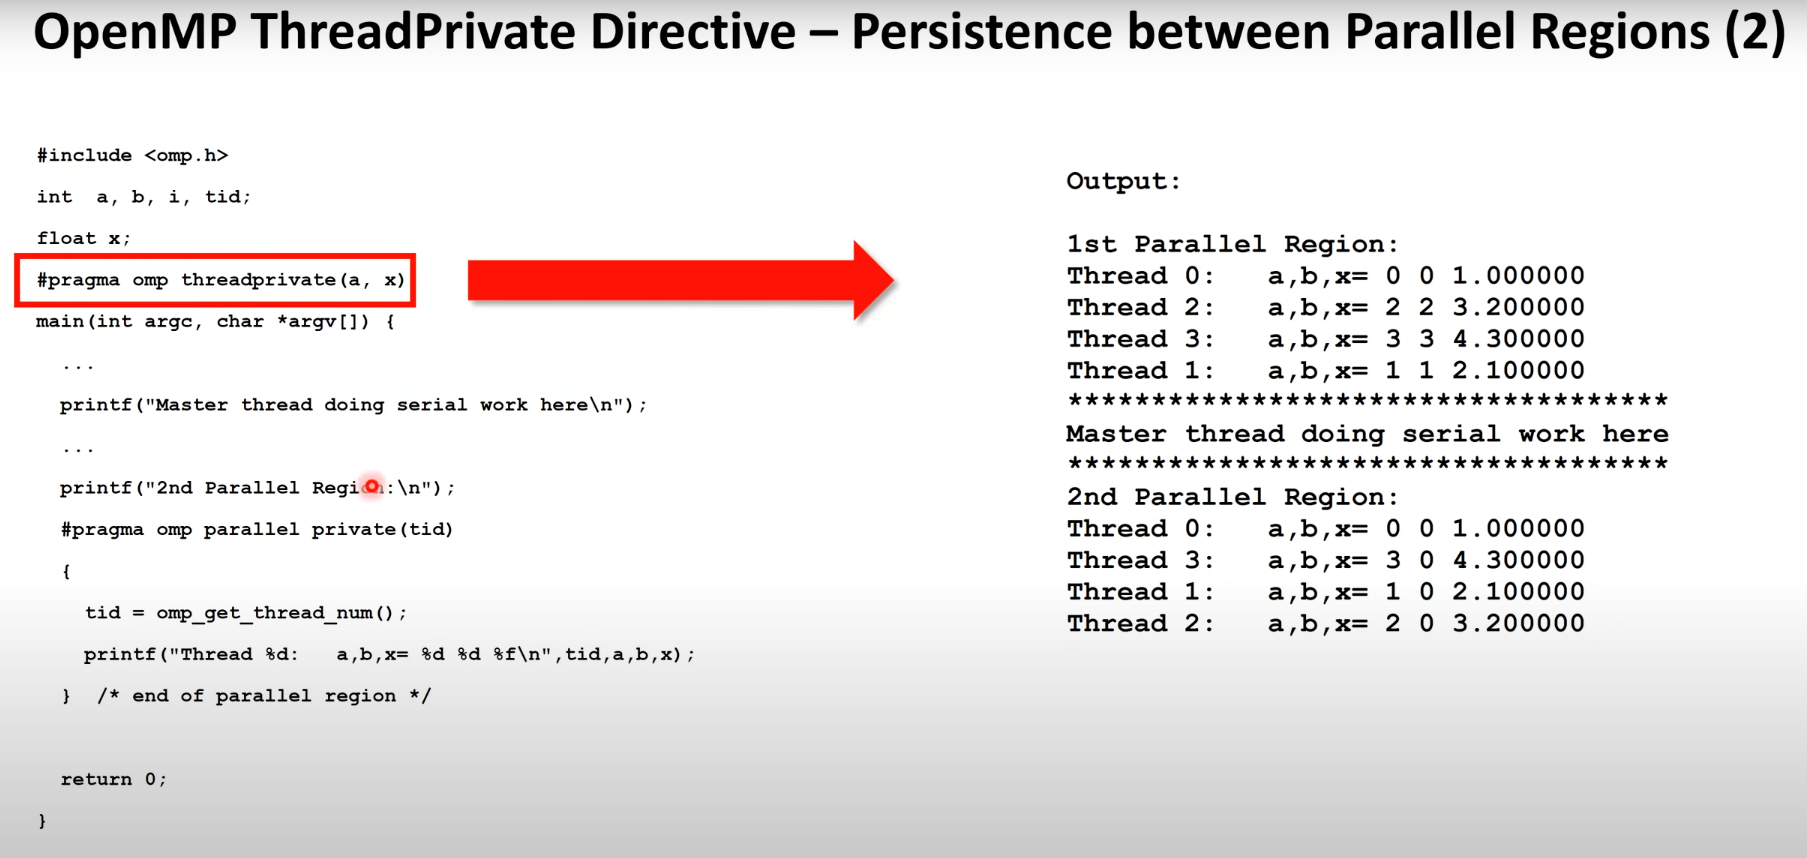 OpenMP ThreadPrivate Directive – Persistence between Parallel Regions (2)
#include <omp.h>
int  a, b, i, tid;
float x;
#pragma omp threadprivate(a, x)
main(int argc, char *argv[]) {
...
printf("Master thread doing serial work here\n");
...
printf("2nd Parallel Region:\n");
#pragma omp parallel private(tid)
{
tid = omp_get_thread_num();
printf("Thread %d:   a,b,x= %d %d %f\n",tid,a,b,x);
}  /* end of parallel region */
return 0;
}
Output:
1st Parallel Region:
Thread 0:   a,b,x= 0 0 1.000000
Thread 2:   a,b,x= 2 2 3.200000
Thread 3:   a,b,x= 3 3 4.300000
Thread 1:   a,b,x= 1 1 2.100000
************************************
Master thread doing serial work here
************************************
2nd Parallel Region:
Thread 0:   a,b,x= 0 0 1.000000
Thread 3:   a,b,x= 3 0 4.300000
Thread 1:   a,b,x= 1 0 2.100000
Thread 2:   a,b,x= 2 0 3.200000